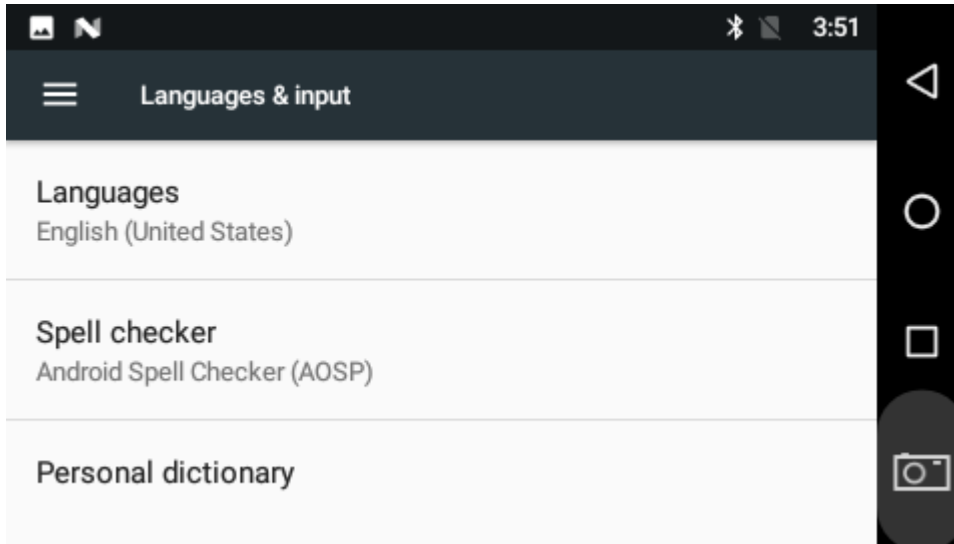 3:51
Languages & input
Languages
English (United States)
Spell checker
Android Spell Checker (AOSP)
Personal dictionary